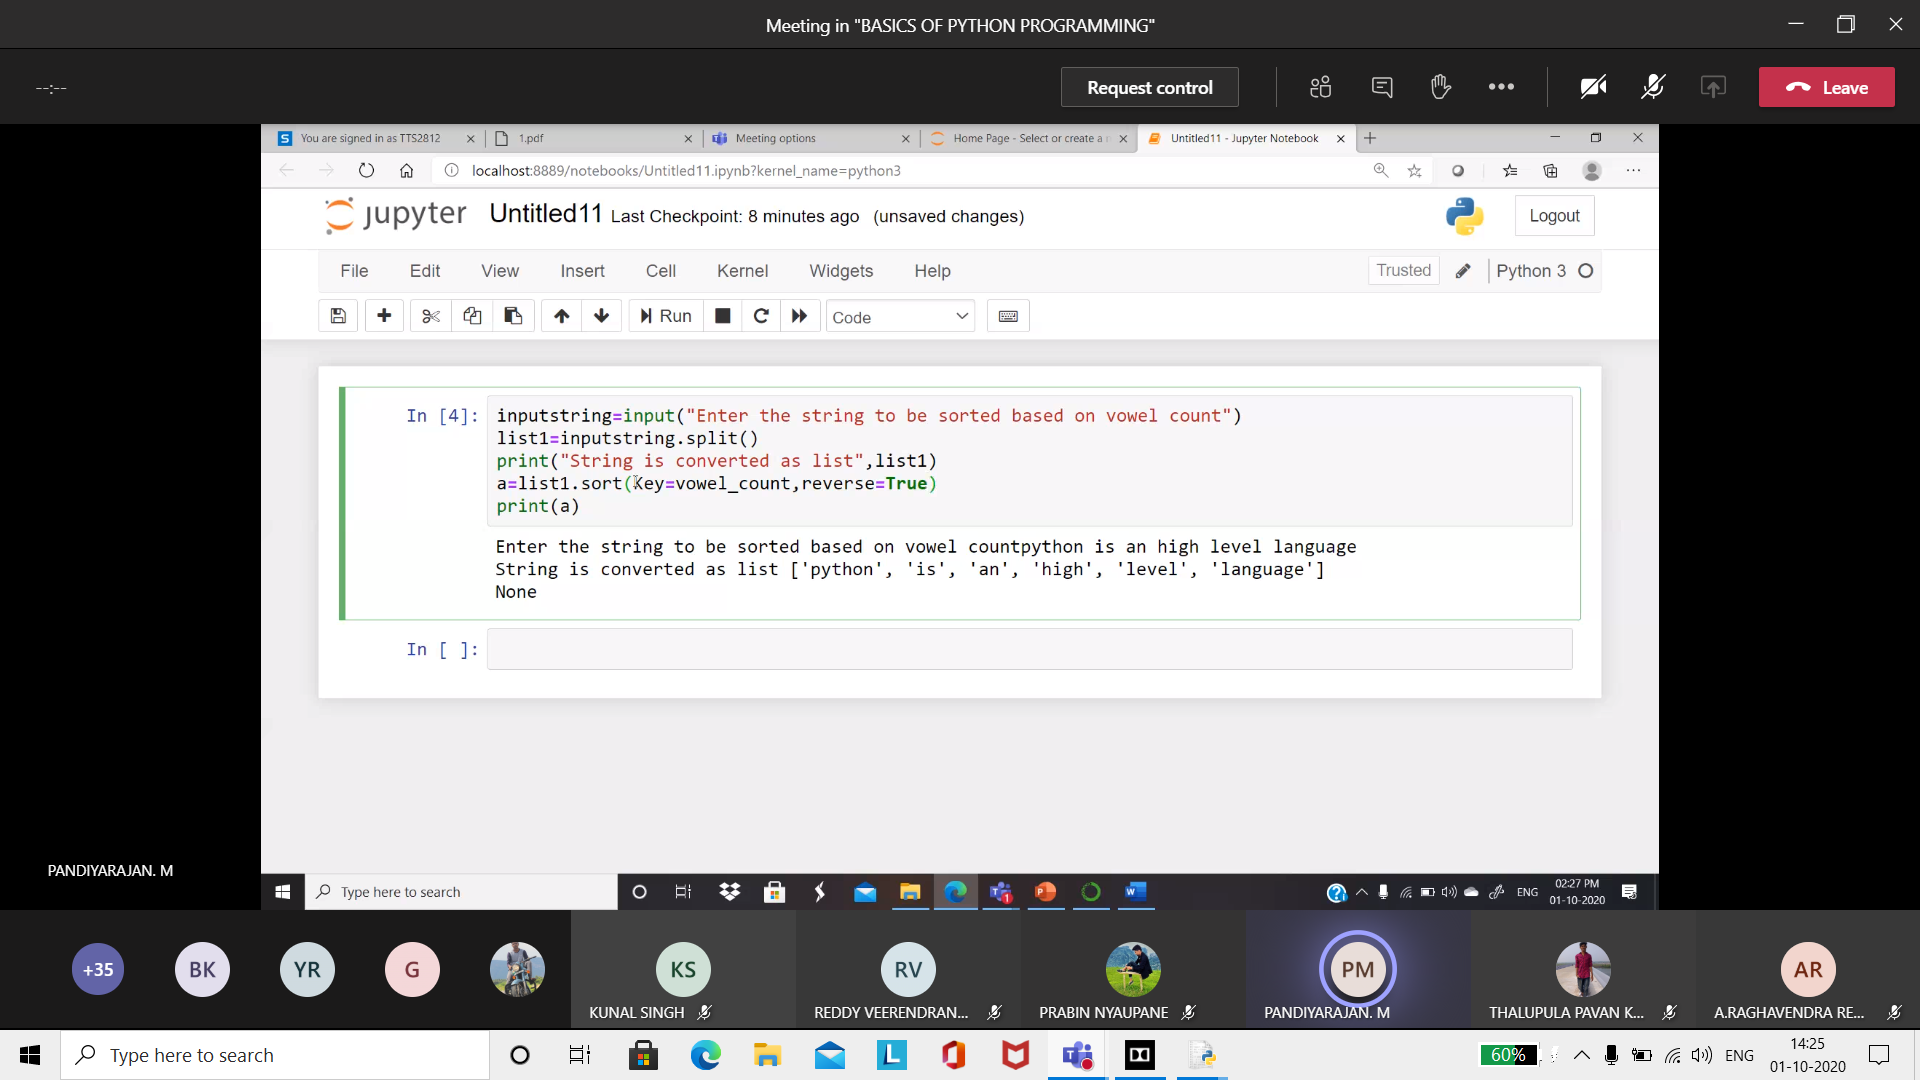 Meeting in "BASICS OF PYTHON PROGRAMMING"
--:--
Request control
Leave
You are signed in as TTS2812
1.pdf
Meeting options
Home Page - Select or create a n
Untitled11 - Jupyter Notebook
localhost:8889/notebooks/Untitled11.ipynb?kernel_name=python3
jupyter Untitled11 Last Checkpoint: 8 minutes ago (unsaved changes)
Logout
File Edit View Insert Cell Kernel Widgets Help
Trusted Python 3
Run Code
In [4]: inputstring=input("Enter the string to be sorted based on vowel count")
list1=inputstring.split()
print("String is converted as list",list1)
a=list1.sort(key=vowel_count,reverse=True)
print(a)
Enter the string to be sorted based on vowel countpython is an high level language
String is converted as list ['python', 'is', 'an', 'high', 'level', 'language']
None
In [ ]:
PANDIYARAJAN. M
Type here to search
ENG
02:27 PM
01-10-2020
+35
BK
YR
G
KS
KUNAL SINGH
RV
REDDY VEERENDRAN...
PRABIN NYAUPANE
PM
PANDIYARAJAN. M
THALUPULA PAVAN K...
AR
A.RAGHAVENDRA RE...
Type here to search
60%
ENG
14:25
01-10-2020